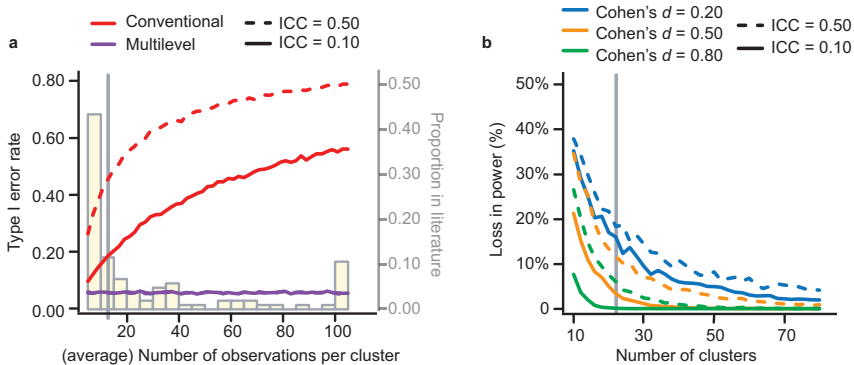 a
Conventional
Multilevel
ICC = 0.50
ICC = 0.10
Type I error rate
0.80
0.60
0.40
0.20
0.00
0.50
0.40
0.30
0.20
0.10
0.00
Proportion in literature
20 40 60 80 100
(average) Number of observations per cluster
b
Cohen's d = 0.20
Cohen's d = 0.50
Cohen's d = 0.80
ICC = 0.50
ICC = 0.10
Loss in power (%)
50%
40%
30%
20%
10%
0
10 30 50 70
Number of clusters